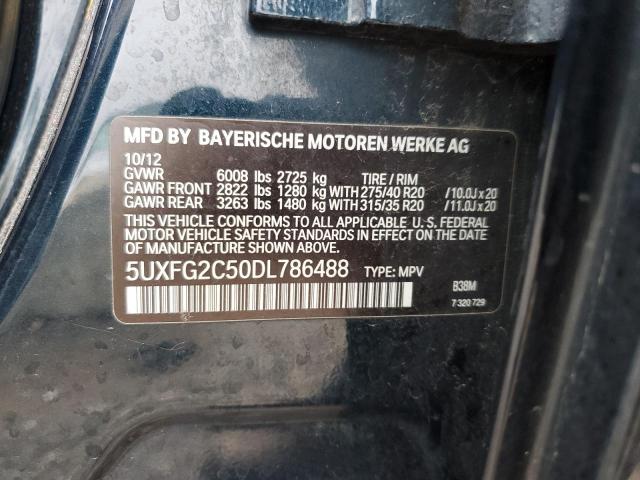 MFD BY BAYERISCHE MOTOREN WERKE AG
10/12
GVWR 6008 lbs 2725 kg TIRE / RIM
GAWR FRONT 2822 lbs 1280 kg WITH 275/40 R20 /10.0J x 20
GAWR REAR 3263 lbs 1480 kg WITH 315/35 R20 /11.0J x 20
THIS VEHICLE CONFORMS TO ALL APPLICABLE U. S. FEDERAL
MOTOR VEHICLE SAFETY STANDARDS IN EFFECT ON THE DATE
OF MANUFACTURE SHOWN ABOVE.
5UXFG2C50DL786488 TYPE: MPV
B38M
7 320 729